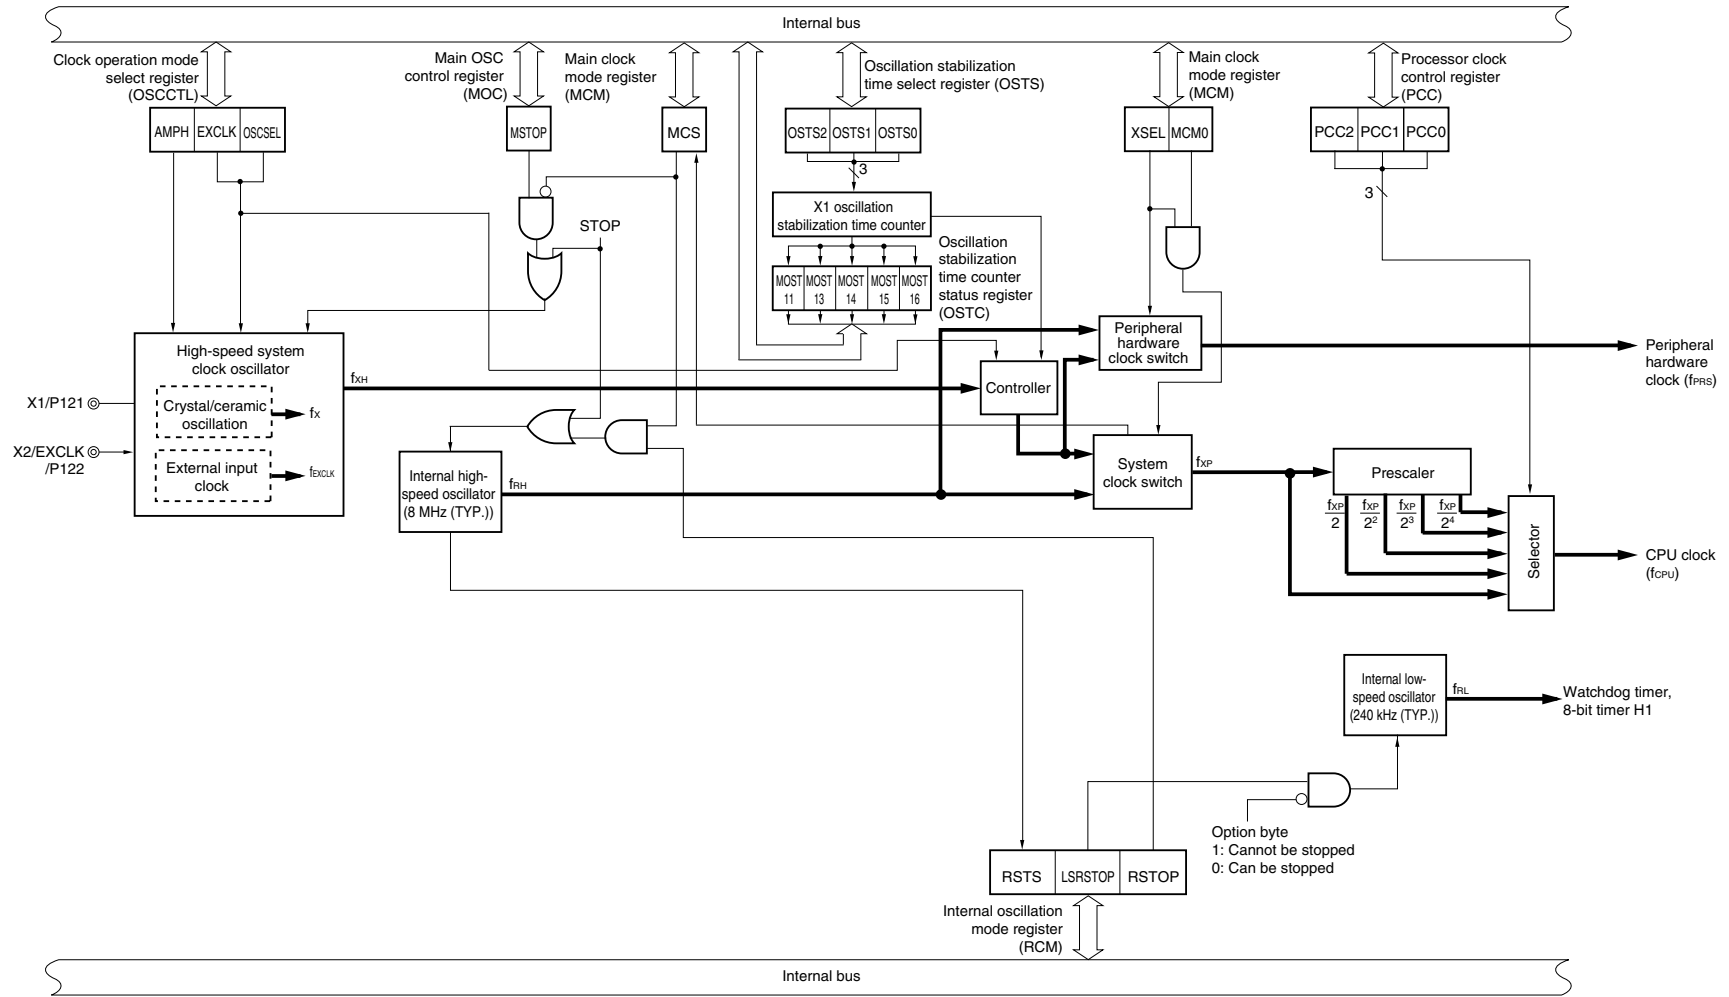 Internal bus
Clock operation mode
select register
(OSCCTL)
Main OSC
control register
(MOC)
Main clock
mode register
(MCM)
Oscillation stabilization
time select register (OSTS)
Main clock
mode register
(MCM)
Processor clock
control register
(PCC)
AMPH EXCLK OSCSEL
MSTOP
MCS
OSTS2 OSTS1 OSTS0
XSEL MCM0
PCC2 PCC1 PCC0
3
3
X1 oscillation
stabilization time counter
STOP
Oscillation
stabilization
time counter
status register
(OSTC)
MOST MOST MOST MOST MOST
11 13 14 15 16
High-speed system
clock oscillator
Crystal/ceramic
oscillation
fX
External input
clock
fEXCLK
X1/P121
X2/EXCLK
/P122
fXH
Controller
Peripheral
hardware
clock switch
Peripheral
hardware
clock (fPRS)
Internal high-
speed oscillator
(8 MHz (TYP.))
fRH
System
clock switch
fXP
Prescaler
fXP fXP fXP fXP
2 2² 2³ 2⁴
Selector
CPU clock
(fCPU)
Internal low-
speed oscillator
(240 kHz (TYP.))
fRL
Watchdog timer,
8-bit timer H1
Option byte
1: Cannot be stopped
0: Can be stopped
RSTS LSRSTOP RSTOP
Internal oscillation
mode register
(RCM)
Internal bus